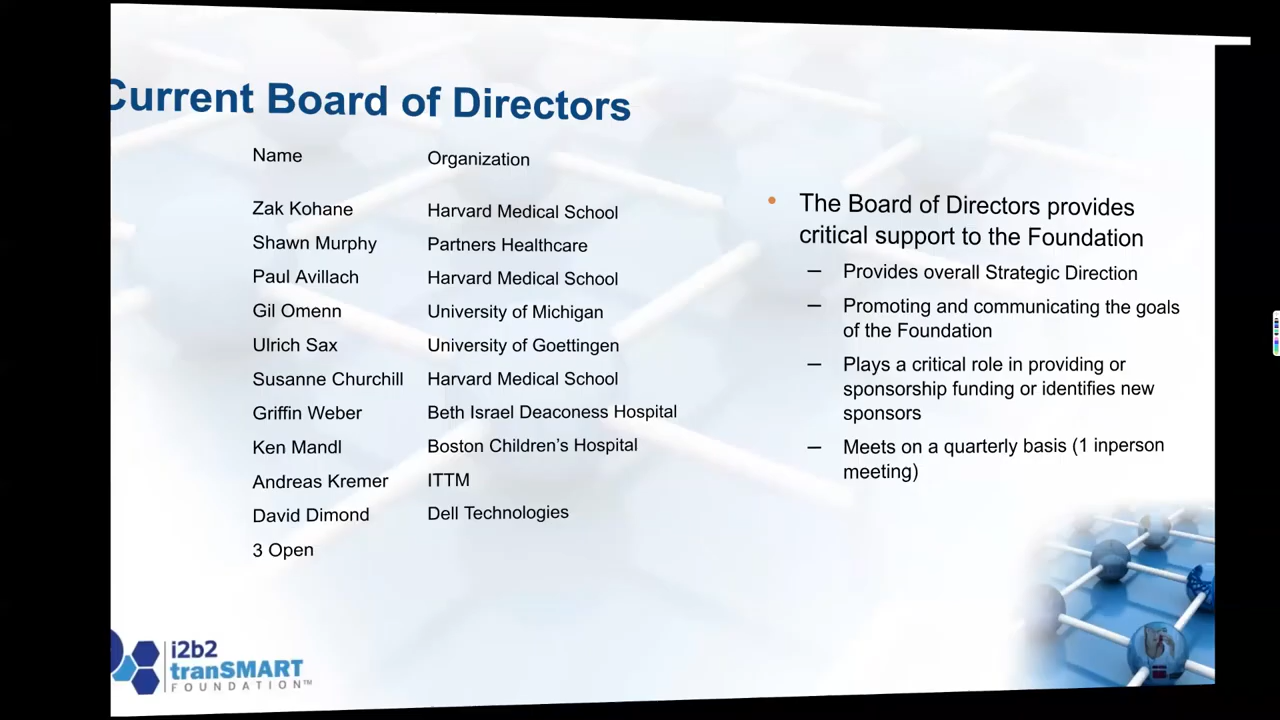 Current Board of Directors
Name Organization
Zak Kohane Harvard Medical School
Shawn Murphy Partners Healthcare
Paul Avillach Harvard Medical School
Gil Omenn University of Michigan
Ulrich Sax University of Goettingen
Susanne Churchill Harvard Medical School
Griffin Weber Beth Israel Deaconess Hospital
Ken Mandl Boston Children’s Hospital
Andreas Kremer ITTM
David Dimond Dell Technologies
3 Open
• The Board of Directors provides
critical support to the Foundation
– Provides overall Strategic Direction
– Promoting and communicating the goals
of the Foundation
– Plays a critical role in providing or
sponsorship funding or identifies new
sponsors
– Meets on a quarterly basis (1 inperson
meeting)
i2b2
tranSMART
FOUNDATION™